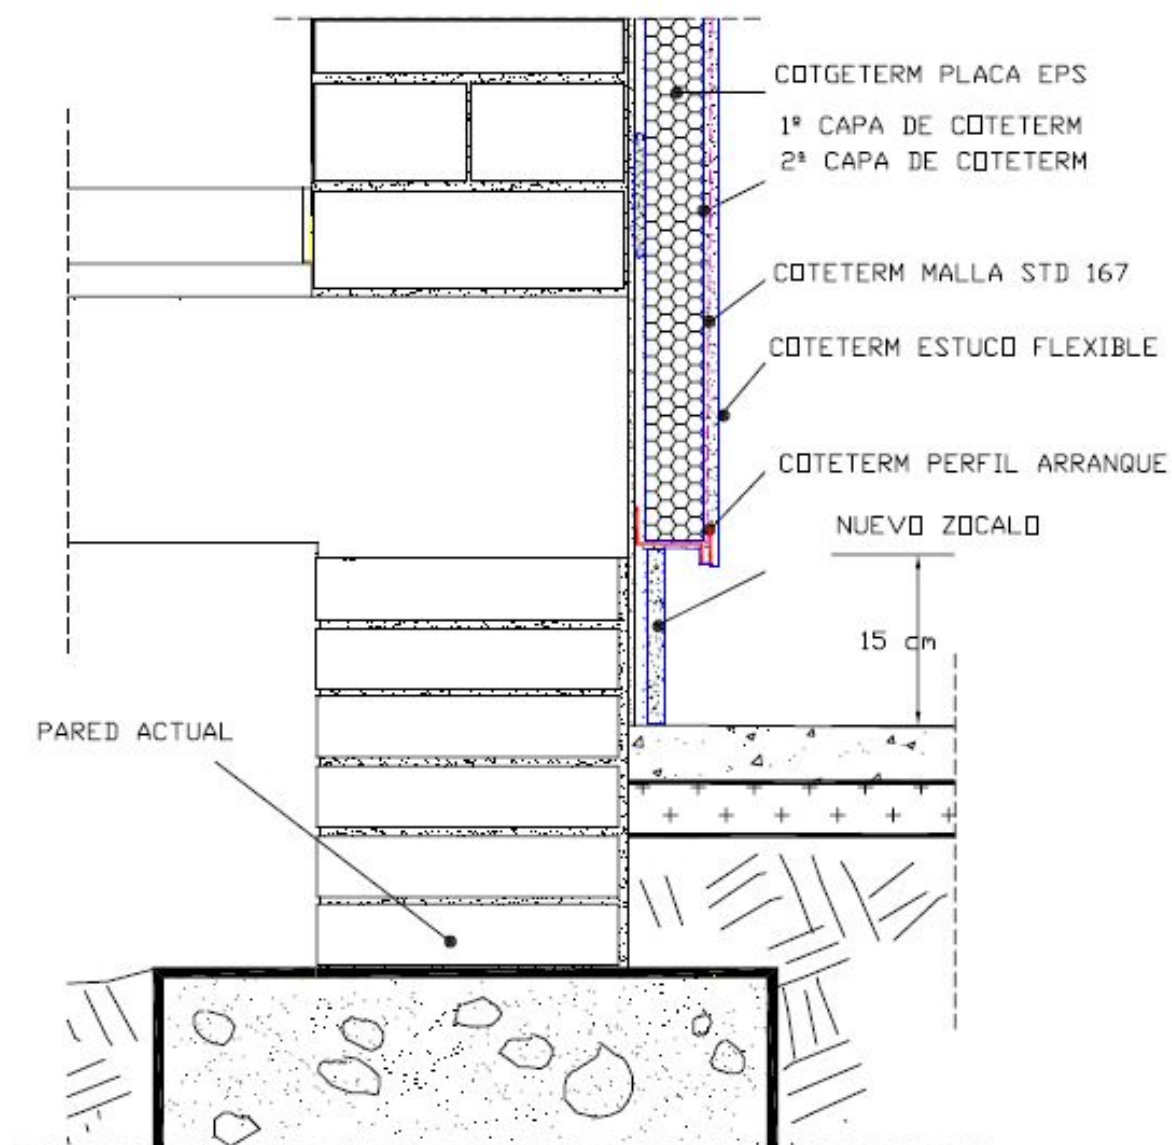 COTGETERM PLACA EPS
1ª CAPA DE COTETERM
2ª CAPA DE COTETERM
COTETERM MALLA STD 167
COTETERM ESTUCO FLEXIBLE
COTETERM PERFIL ARRANQUE
NUEVO ZOCALO
15 cm
PARED ACTUAL